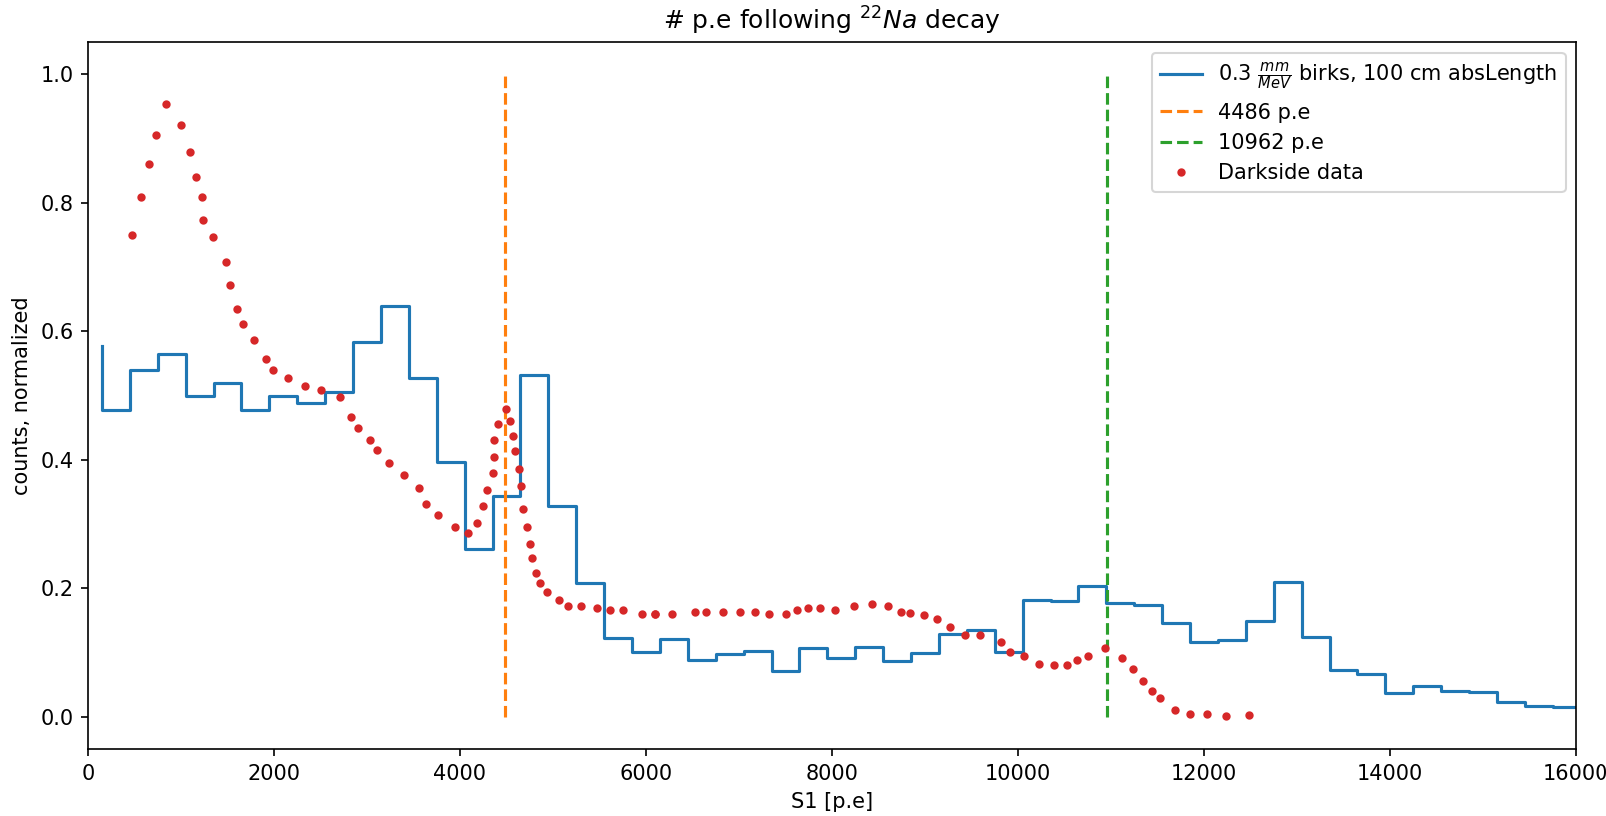 # p.e following ²²Na decay
counts, normalized
1.0
0.8
0.6
0.4
0.2
0.0
0.3 mm/MeV birks, 100 cm absLength
4486 p.e
10962 p.e
Darkside data
0 2000 4000 6000 8000 10000 12000 14000 16000
S1 [p.e]